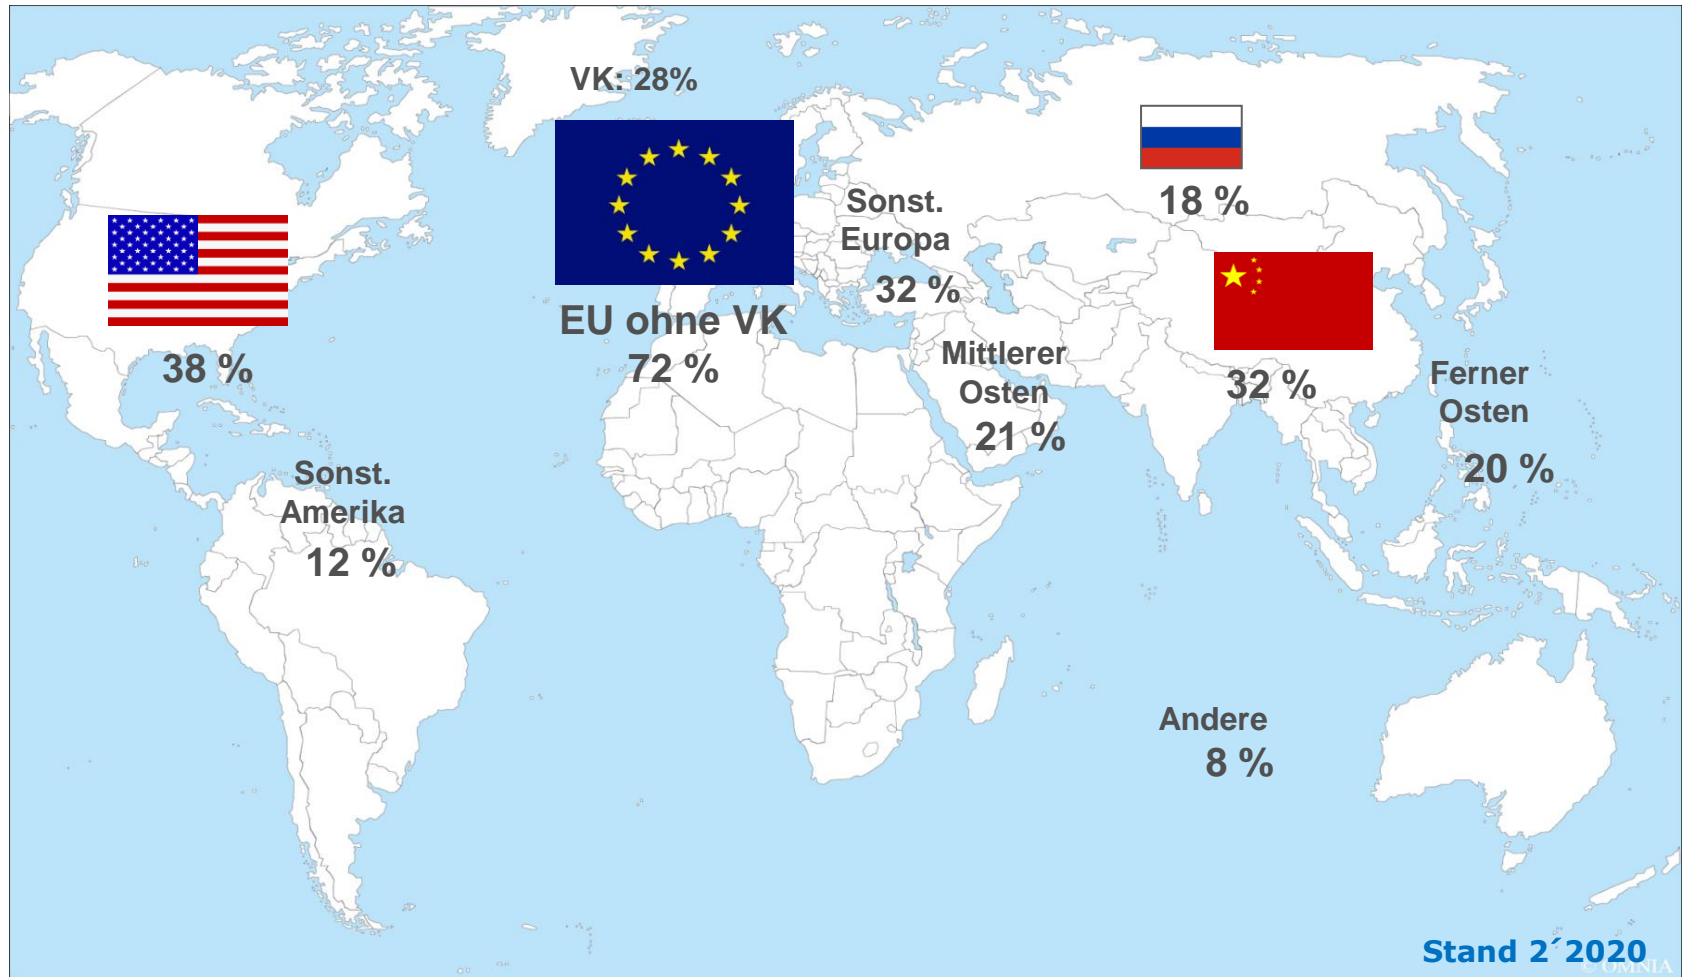 VK: 28%
18 %
Sonst.
Europa
32 %
EU ohne VK
72 %
38 %
Mittlerer
Osten
21 %
32 %
Ferner
Osten
20 %
Sonst.
Amerika
12 %
Andere
8 %
Stand 2´2020
© OMNIA